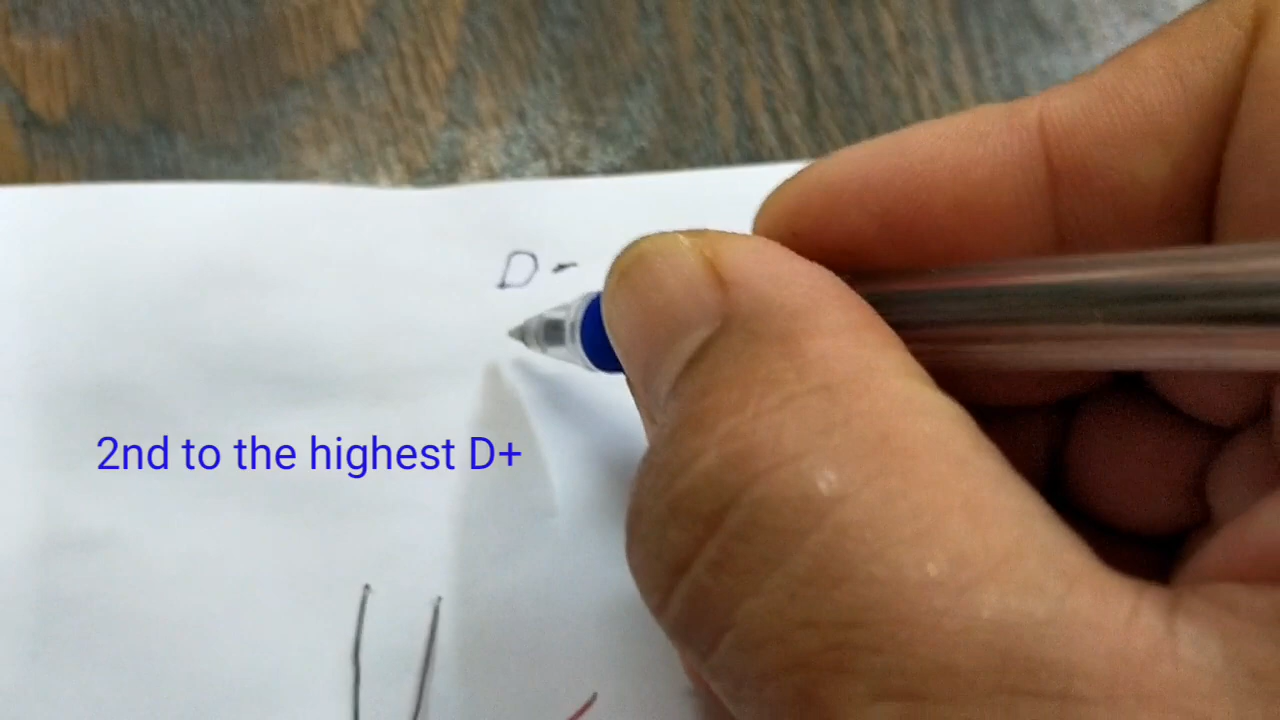 D-
2nd to the highest D+